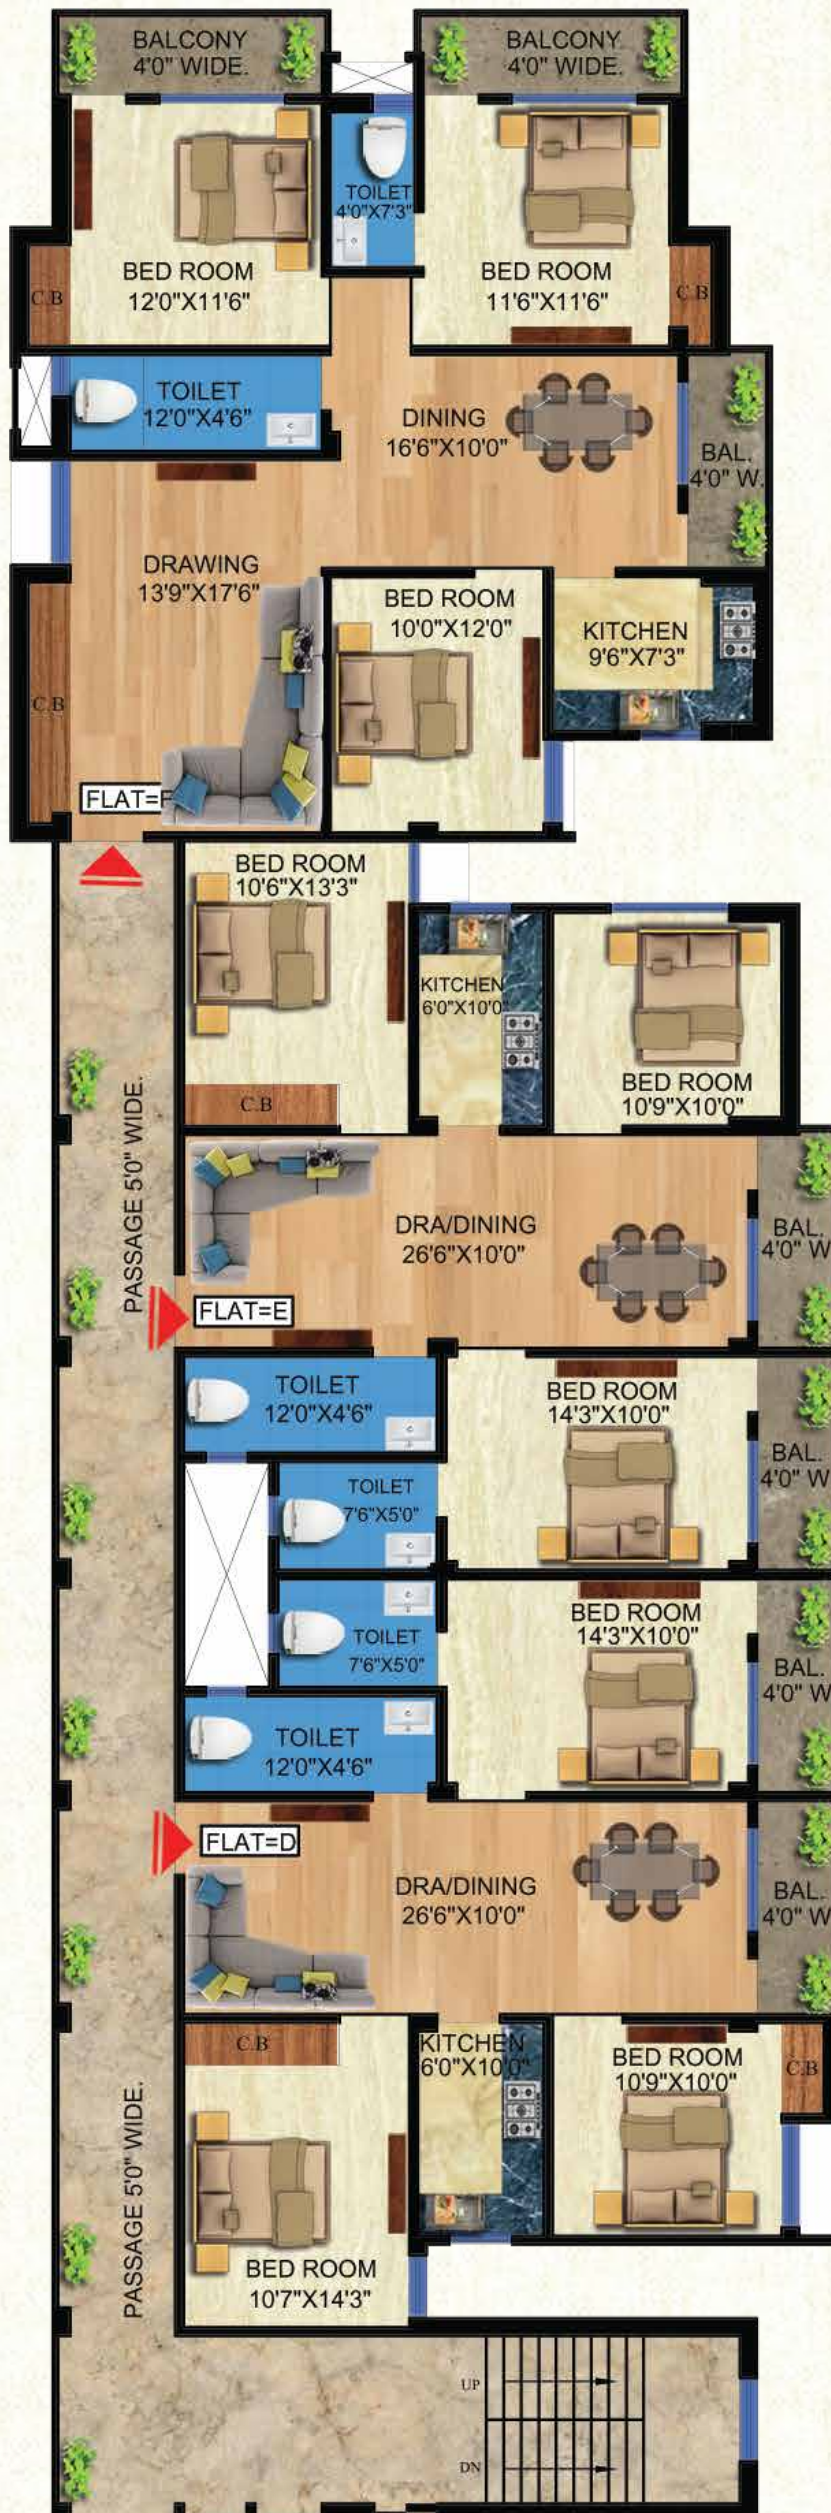 BALCONY
4'0" WIDE.
BALCONY
4'0" WIDE.
TOILET
4'0"X7'3"
BED ROOM
12'0"X11'6"
BED ROOM
11'6"X11'6"
C.B
C.B
TOILET
12'0"X4'6"
DINING
16'6"X10'0"
BAL.
4'0" W.
DRAWING
13'9"X17'6"
BED ROOM
10'0"X12'0"
KITCHEN
9'6"X7'3"
C.B
FLAT=F
BED ROOM
10'6"X13'3"
KITCHEN
6'0"X10'0"
BED ROOM
10'9"X10'0"
C.B
PASSAGE 5'0" WIDE.
DRA/DINING
26'6"X10'0"
BAL.
4'0" W
FLAT=E
TOILET
12'0"X4'6"
BED ROOM
14'3"X10'0"
BAL.
4'0" W
TOILET
7'6"X5'0"
TOILET
7'6"X5'0"
BED ROOM
14'3"X10'0"
BAL.
4'0" W
TOILET
12'0"X4'6"
FLAT=D
DRA/DINING
26'6"X10'0"
BAL.
4'0" W
C.B
KITCHEN
6'0"X10'0"
BED ROOM
10'9"X10'0"
C.B
PASSAGE 5'0" WIDE.
BED ROOM
10'7"X14'3"
UP
DN